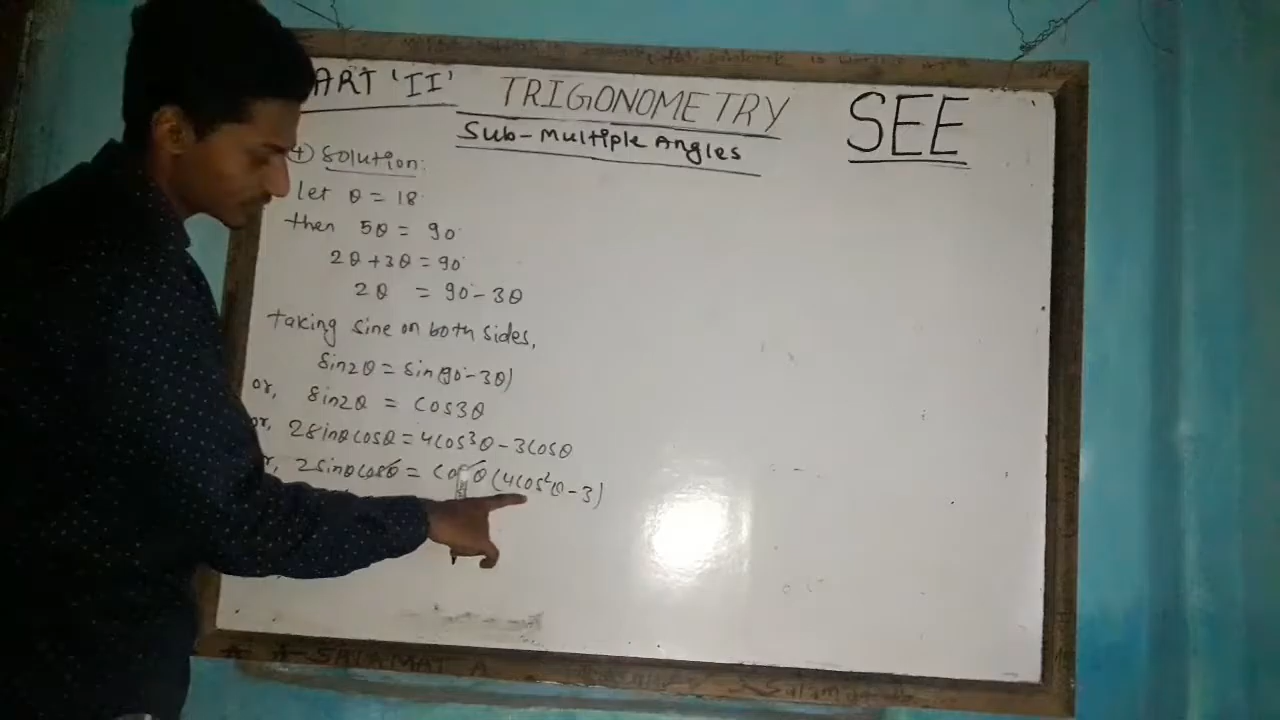 ART 'II' TRIGONOMETRY SEE
Sub-Multiple Angles
Solution:
let θ = 18°
then 5θ = 90°
2θ + 3θ = 90°
2θ = 90° - 3θ
taking sine on both sides,
sin2θ = sin(90° - 3θ)
or, sin2θ = cos3θ
or, 2sinθcosθ = 4cos³θ - 3cosθ
r, 2sinθcosθ = cosθ(4cos²θ - 3)
SALAMAT A